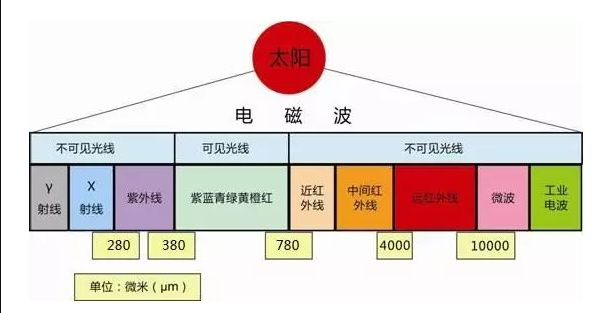 太阳
电 磁 波
不可见光线
可见光线
不可见光线
γ
射线
X
射线
紫外线
紫蓝青绿黄橙红
近红
外线
中间红
外线
远红外线
微波
工业
电波
280
380
780
4000
10000
单位：微米（μm）